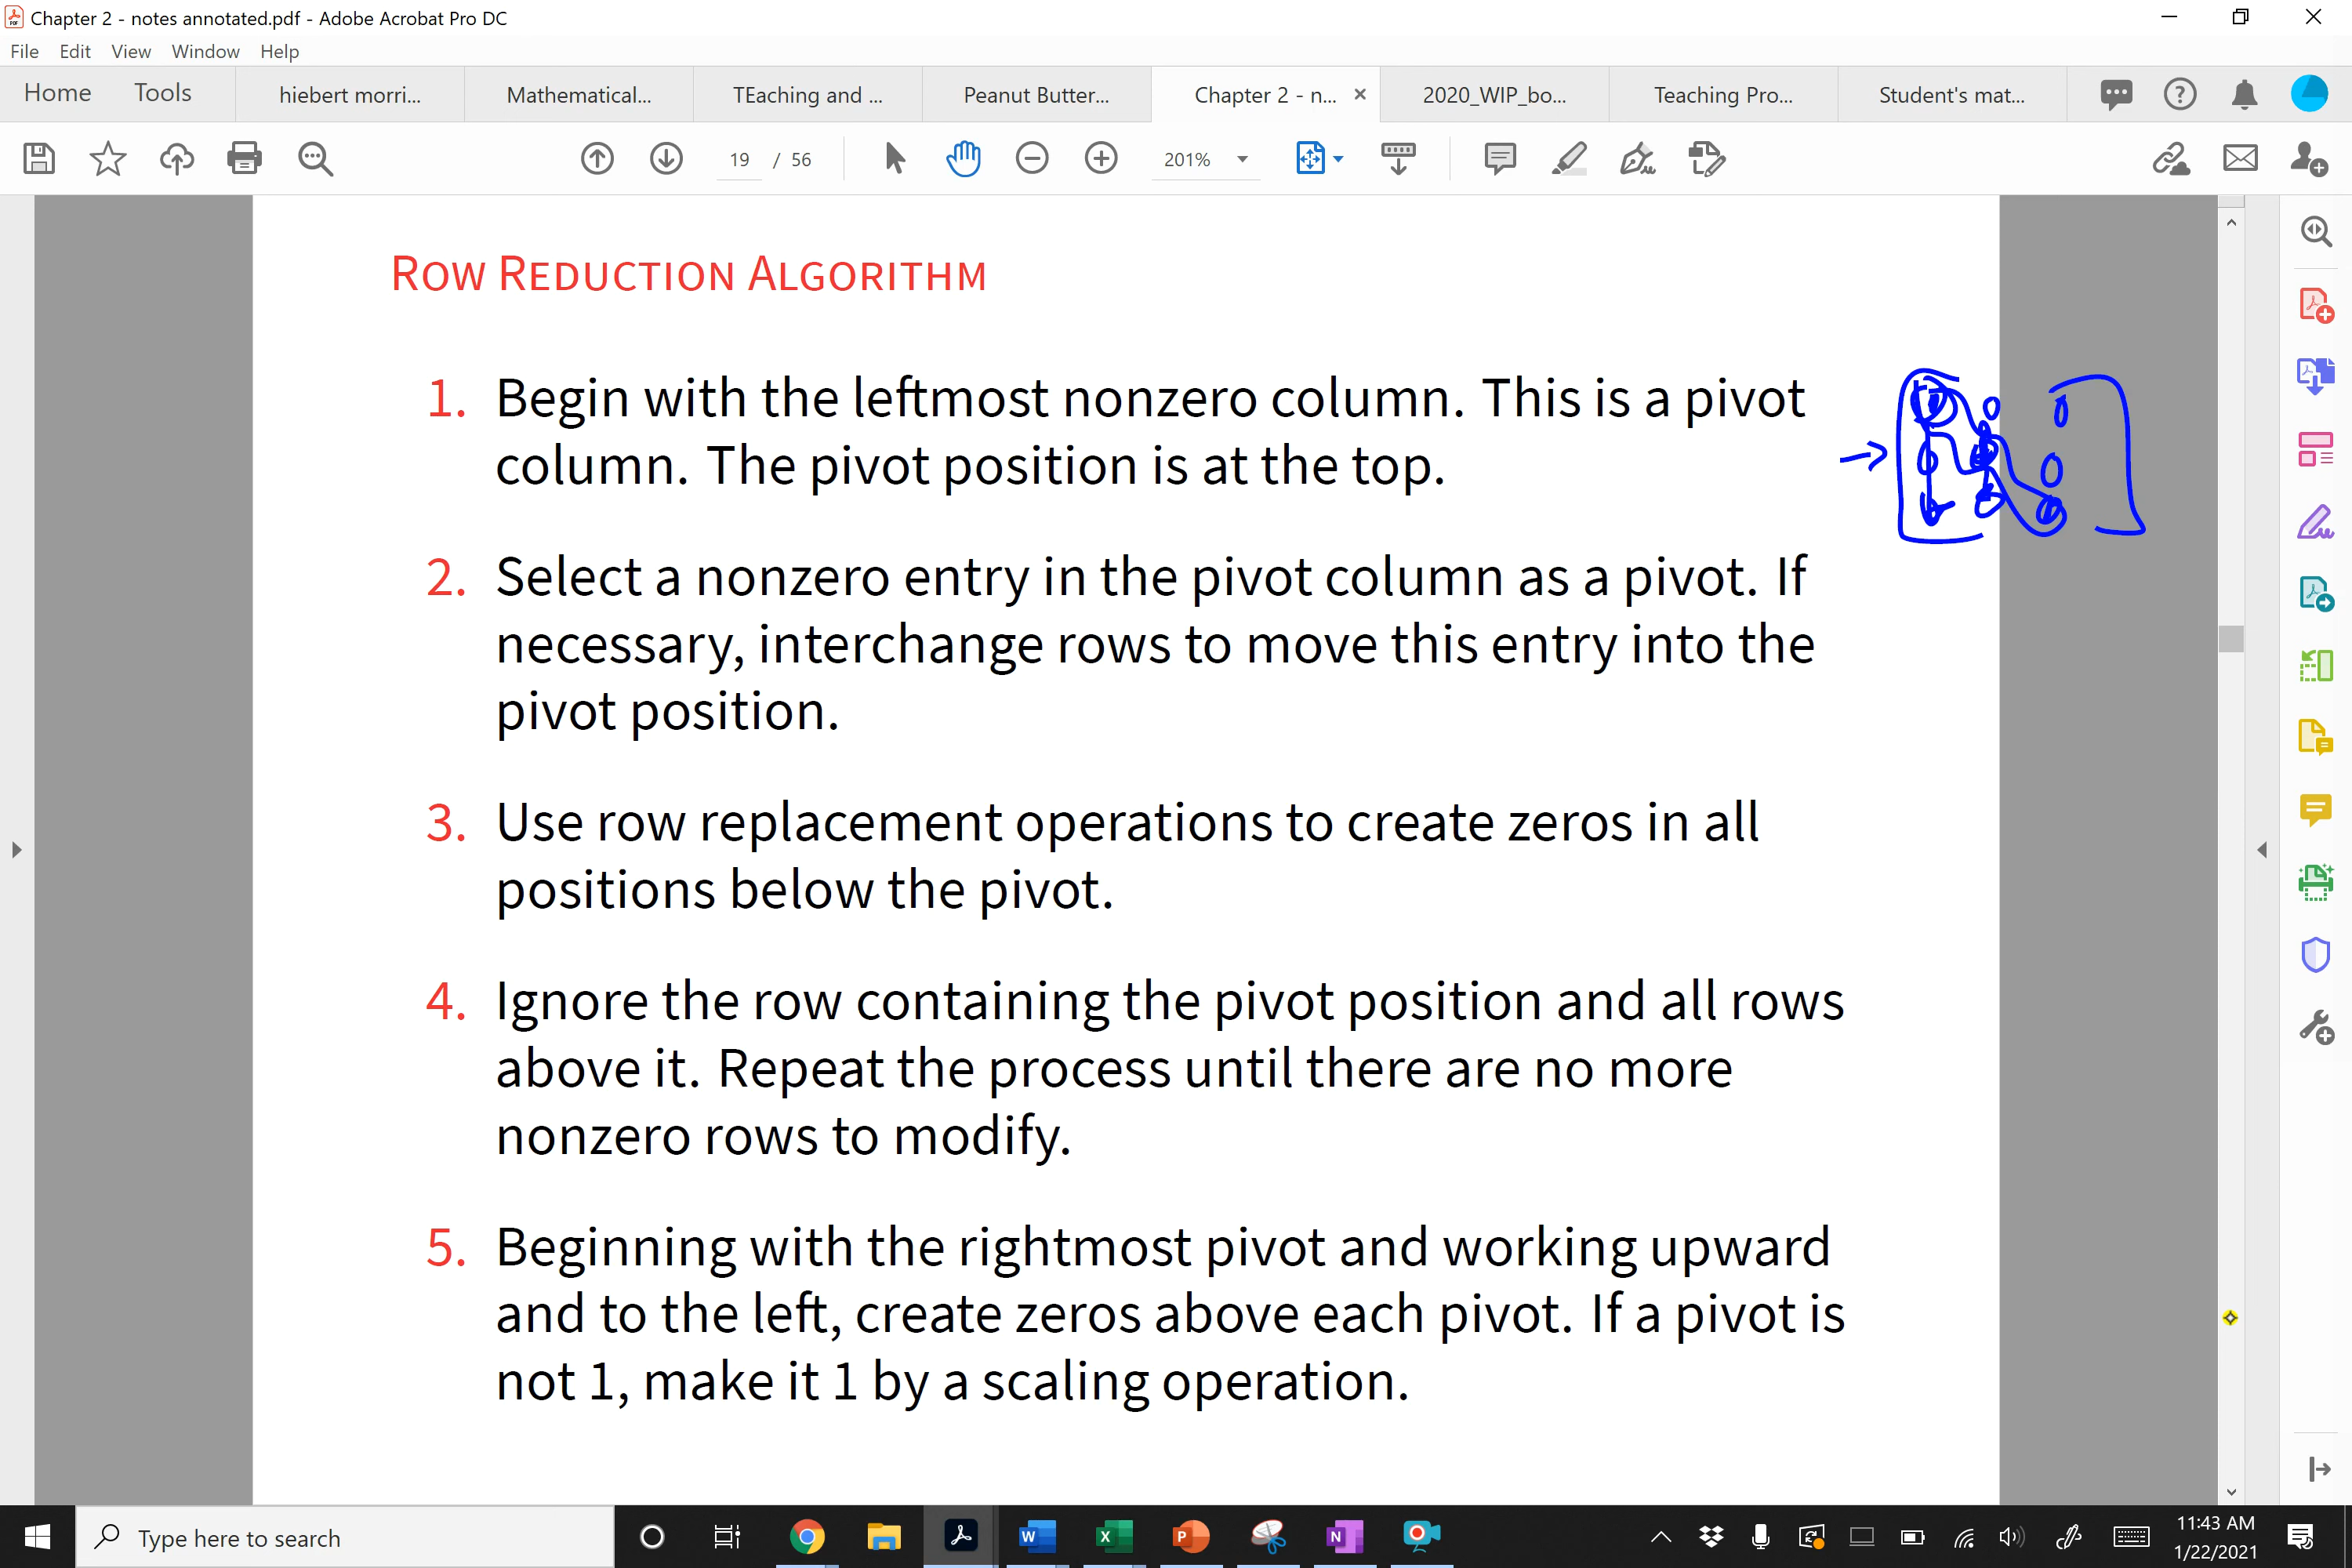 Chapter 2 - notes annotated.pdf - Adobe Acrobat Pro DC
File Edit View Window Help
Home Tools hiebert morri... Mathematical... TEaching and ... Peanut Butter... Chapter 2 - n... 2020_WIP_bo... Teaching Pro... Student's mat...
19 / 56 201%
ROW REDUCTION ALGORITHM
1. Begin with the leftmost nonzero column. This is a pivot
column. The pivot position is at the top.
2. Select a nonzero entry in the pivot column as a pivot. If
necessary, interchange rows to move this entry into the
pivot position.
3. Use row replacement operations to create zeros in all
positions below the pivot.
4. Ignore the row containing the pivot position and all rows
above it. Repeat the process until there are no more
nonzero rows to modify.
5. Beginning with the rightmost pivot and working upward
and to the left, create zeros above each pivot. If a pivot is
not 1, make it 1 by a scaling operation.
Type here to search
11:43 AM
1/22/2021